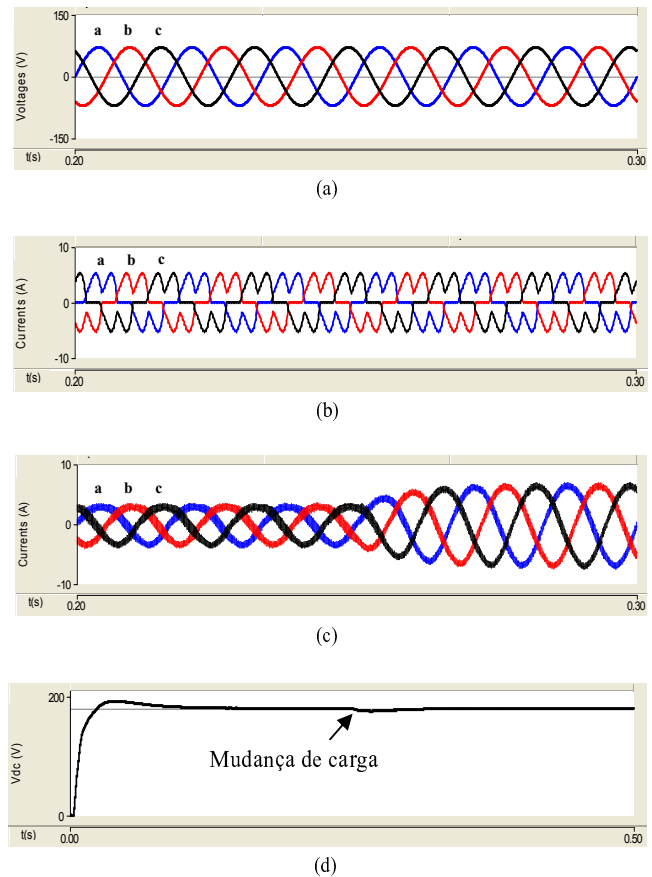 150
a b c
Voltages (V)
0
-150
t(s)
0.20
0.30
(a)
10
a b c
Currents (A)
0
-10
t(s)
0.20
0.30
(b)
10
a b c
Currents (A)
0
-10
t(s)
0.20
0.30
(c)
200
Vdc (V)
Mudança de carga
0
t(s)
0.00
0.50
(d)